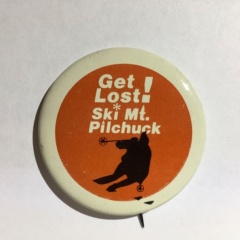 Get
Lost!
Ski* Mt.
Pilchuck